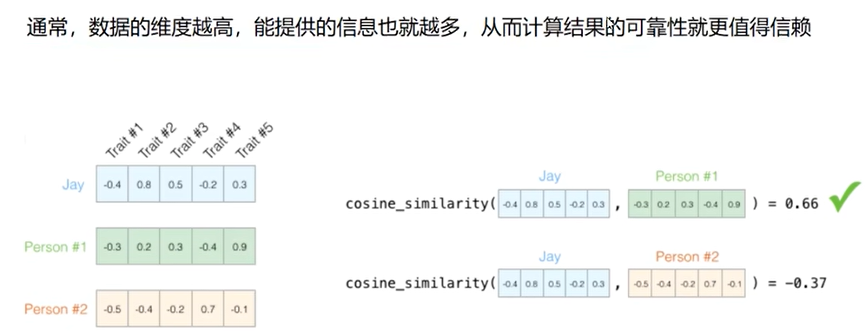 通常，数据的维度越高，能提供的信息也就越多，从而计算结果的可靠性就更值得信赖
Trait #1 Trait #2 Trait #3 Trait #4 Trait #5
Jay -0.4 0.8 0.5 -0.2 0.3
Person #1 -0.3 0.2 0.3 -0.4 0.9
Person #2 -0.5 -0.4 -0.2 0.7 -0.1
Jay Person #1
cosine_similarity( -0.4 0.8 0.5 -0.2 0.3 , -0.3 0.2 0.3 -0.4 0.9 ) = 0.66
Jay Person #2
cosine_similarity( -0.4 0.8 0.5 -0.2 0.3 , -0.5 -0.4 -0.2 0.7 -0.1 ) = -0.37